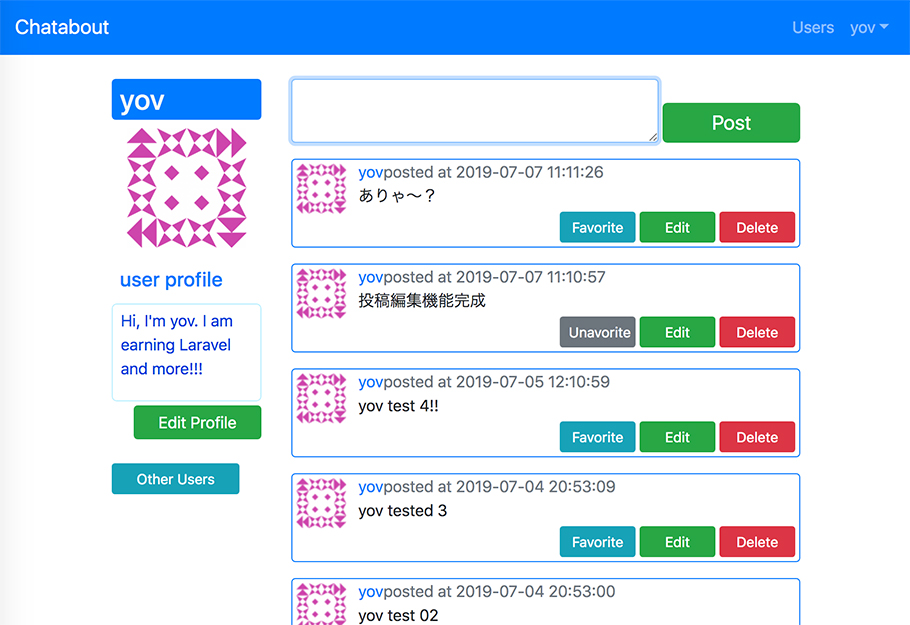 Chatabout
Users yov
yov
user profile
Hi, I'm yov. I am
earning Laravel
and more!!!
Edit Profile
Other Users
Post
yovposted at 2019-07-07 11:11:26
ありゃ〜？
Favorite Edit Delete
yovposted at 2019-07-07 11:10:57
投稿編集機能完成
Unavorite Edit Delete
yovposted at 2019-07-05 12:10:59
yov test 4!!
Favorite Edit Delete
yovposted at 2019-07-04 20:53:09
yov tested 3
Favorite Edit Delete
yovposted at 2019-07-04 20:53:00
yov test 02